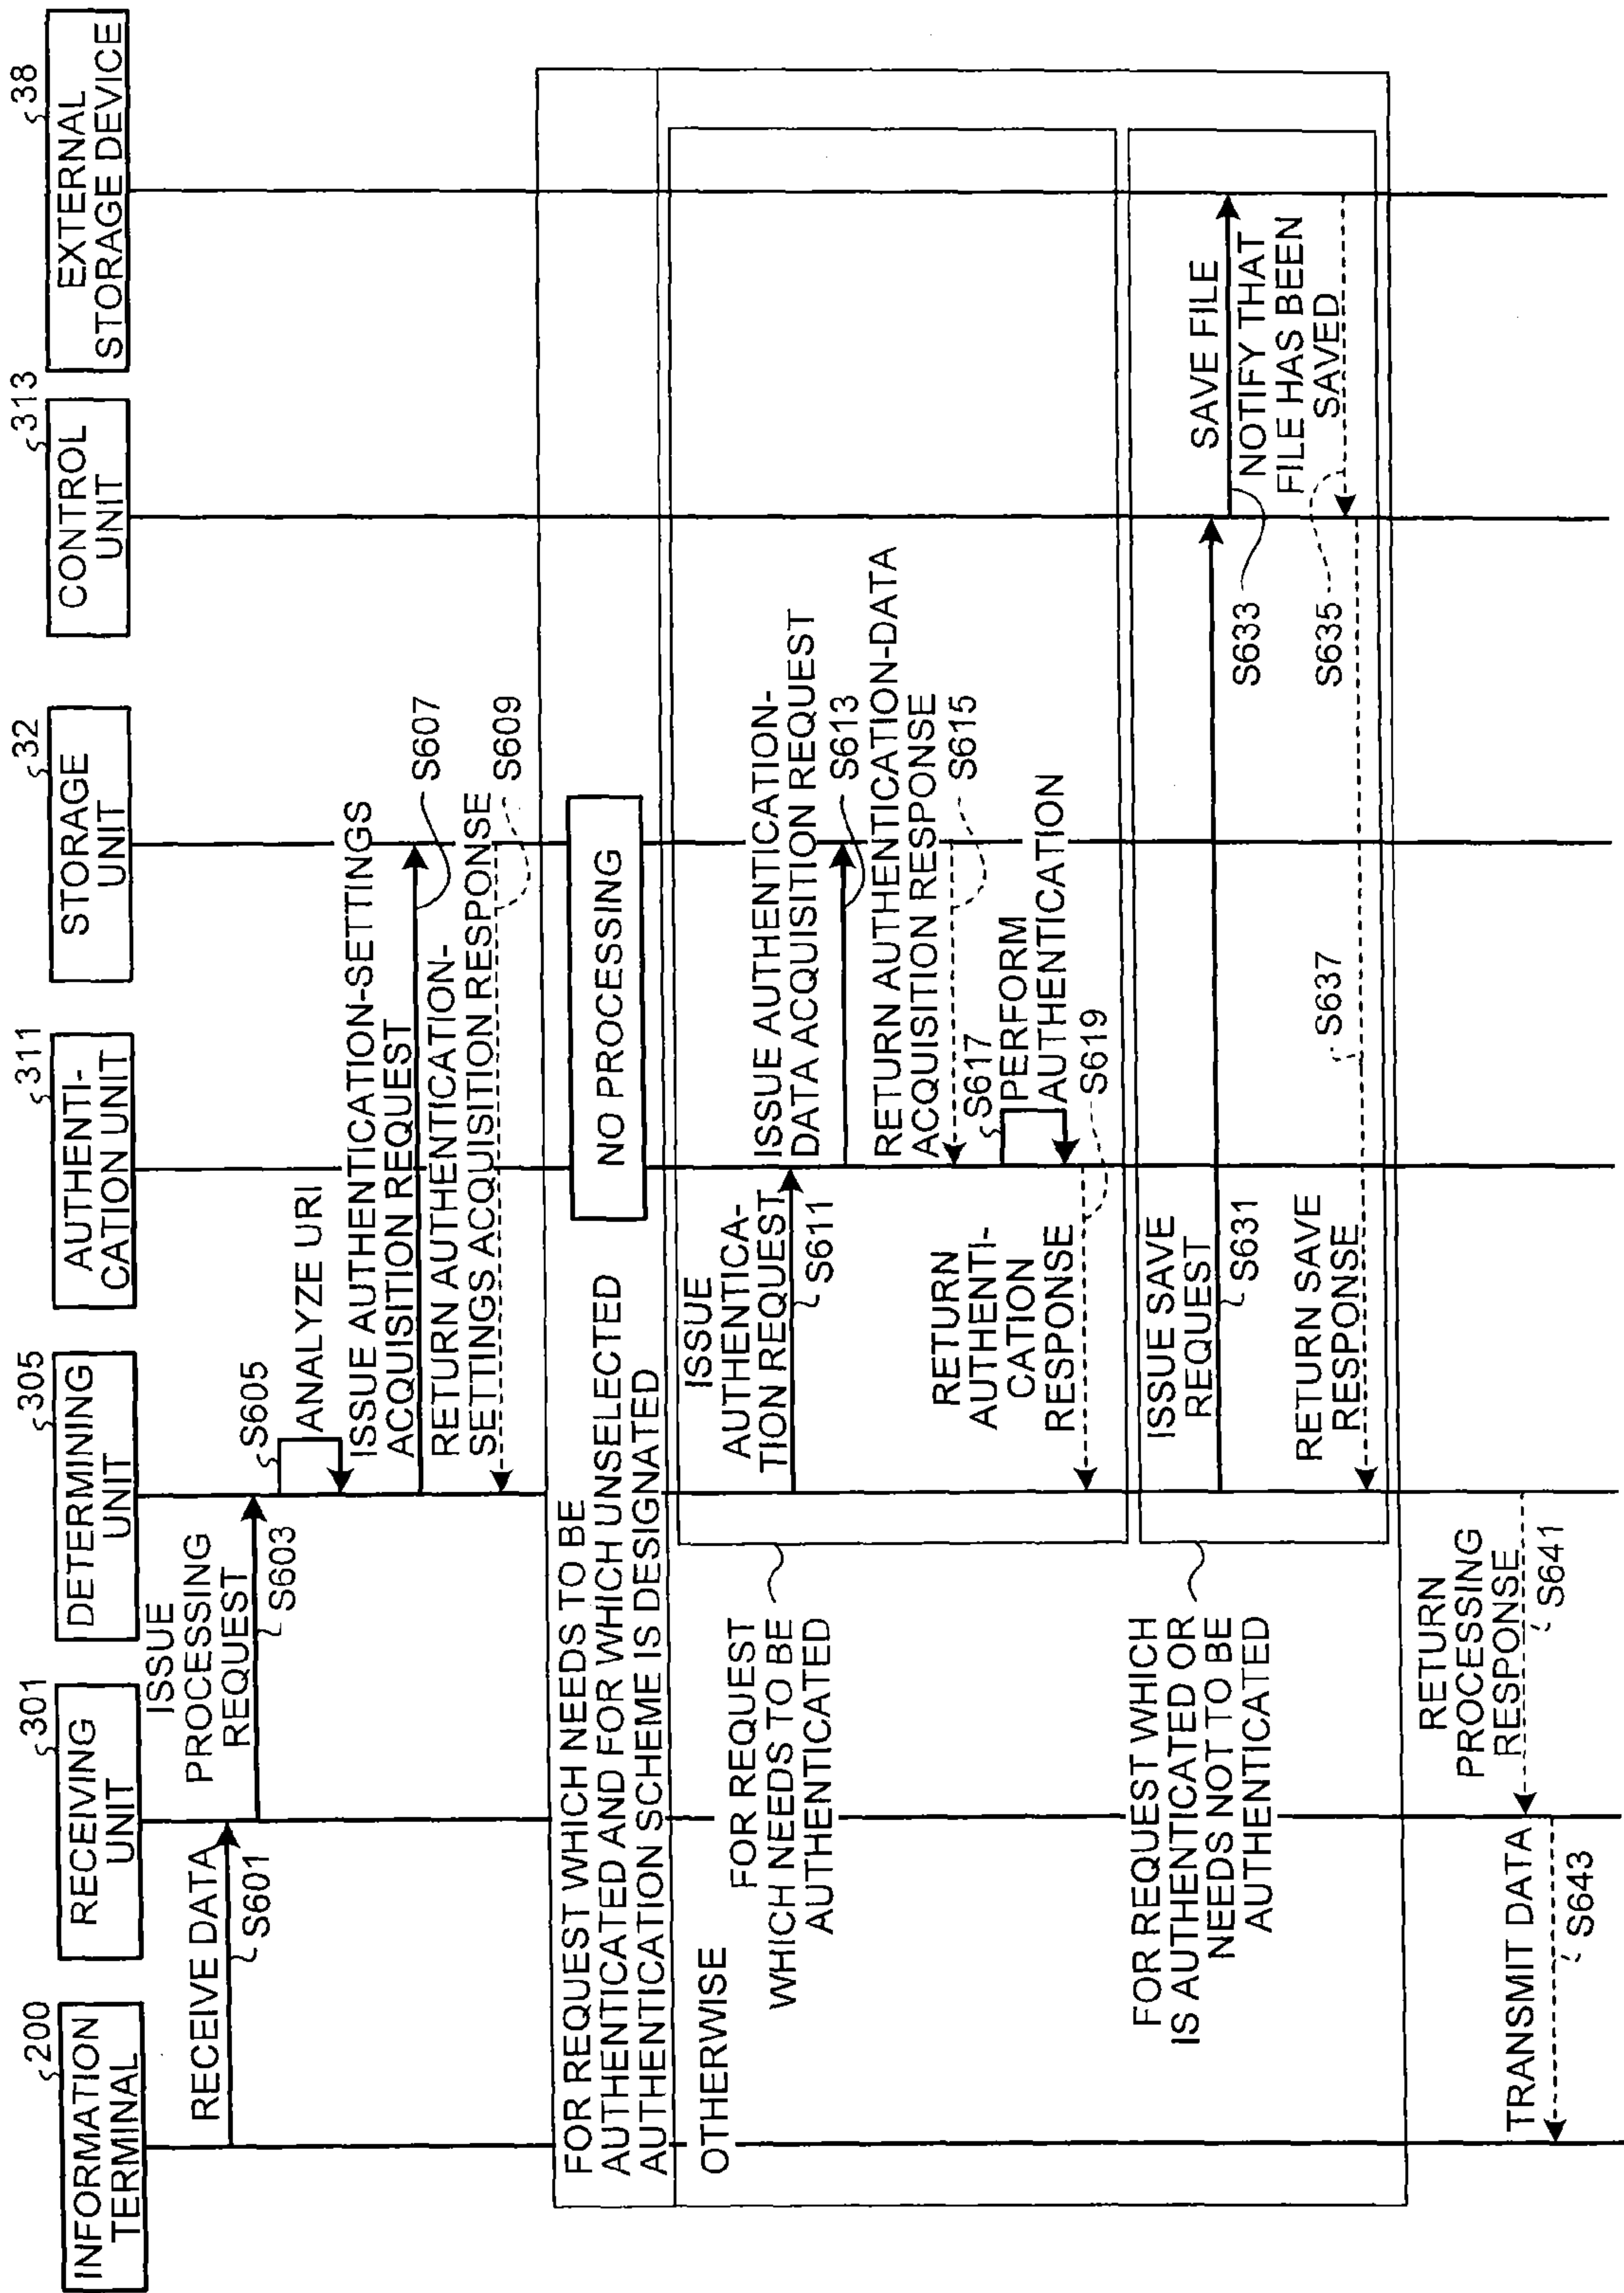 INFORMATION
TERMINAL
200
RECEIVING
UNIT
301
DETERMINING
UNIT
305
AUTHENTI-
CATION UNIT
311
STORAGE
UNIT
32
CONTROL
UNIT
313
EXTERNAL
STORAGE DEVICE
38
RECEIVE DATA
S601
ISSUE
PROCESSING
REQUEST
S603
S605
ANALYZE URI
ISSUE AUTHENTICATION-SETTINGS
ACQUISITION REQUEST
S607
RETURN AUTHENTICATION-
SETTINGS ACQUISITION RESPONSE
S609
FOR REQUEST WHICH NEEDS TO BE
AUTHENTICATED AND FOR WHICH UNSELECTED
AUTHENTICATION SCHEME IS DESIGNATED
NO PROCESSING
OTHERWISE
FOR REQUEST
WHICH NEEDS TO BE
AUTHENTICATED
ISSUE
AUTHENTICA-
TION REQUEST
S611
ISSUE AUTHENTICATION-
DATA ACQUISITION REQUEST
S613
RETURN AUTHENTICATION-DATA
ACQUISITION RESPONSE
S615
S617
PERFORM
AUTHENTICATION
RETURN
AUTHENTI-
CATION
RESPONSE
S619
FOR REQUEST WHICH
IS AUTHENTICATED OR
NEEDS NOT TO BE
AUTHENTICATED
ISSUE SAVE
REQUEST
S631
SAVE FILE
S633
NOTIFY THAT
FILE HAS BEEN
SAVED
S635
RETURN SAVE
RESPONSE
S637
RETURN
PROCESSING
RESPONSE
S641
TRANSMIT DATA
S643